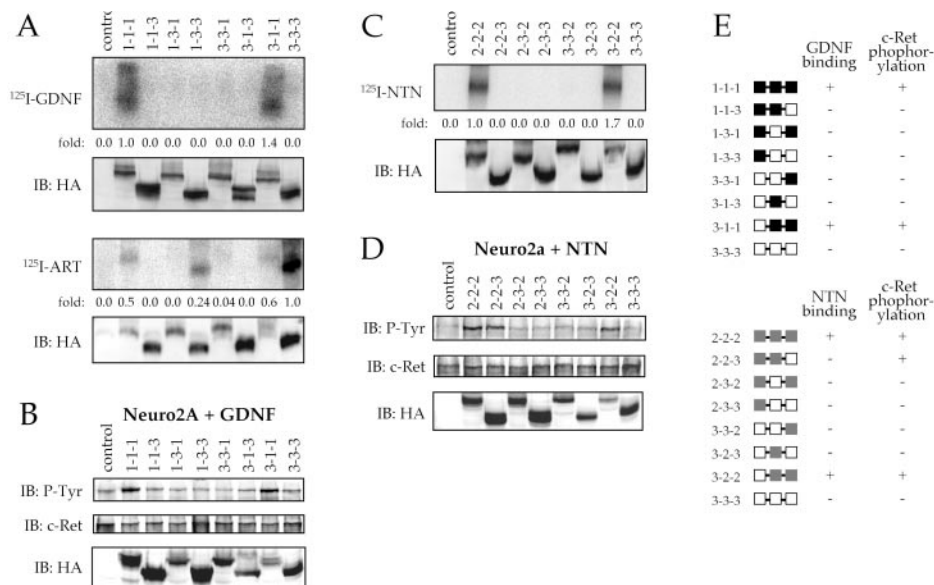 A
control 1-1-1 1-1-3 1-3-1 1-3-3 3-3-1 3-1-3 3-1-1 3-3-3
125I-GDNF
fold: 0.0 1.0 0.0 0.0 0.0 0.0 0.0 1.4 0.0
IB: HA
125I-ART
fold: 0.0 0.5 0.0 0.0 0.24 0.04 0.0 0.6 1.0
IB: HA
B
Neuro2A + GDNF
control 1-1-1 1-1-3 1-3-1 1-3-3 3-3-1 3-1-3 3-1-1 3-3-3
IB: P-Tyr
IB: c-Ret
IB: HA
C
control 2-2-2 2-2-3 2-3-2 2-3-3 3-3-2 3-2-3 3-2-2 3-3-3
125I-NTN
fold: 0.0 1.0 0.0 0.0 0.0 0.0 0.0 1.7 0.0
IB: HA
D
Neuro2a + NTN
control 2-2-2 2-2-3 2-3-2 2-3-3 3-3-2 3-2-3 3-2-2 3-3-3
IB: P-Tyr
IB: c-Ret
IB: HA
E
GDNF
binding
c-Ret
phophor-
ylation
1-1-1 + +
1-1-3 - -
1-3-1 - -
1-3-3 - -
3-3-1 - -
3-1-3 - -
3-1-1 + +
3-3-3 - -
NTN
binding
c-Ret
phophor-
ylation
2-2-2 + +
2-2-3 - +
2-3-2 - -
2-3-3 - -
3-3-2 - -
3-2-3 - -
3-2-2 + +
3-3-3 - -